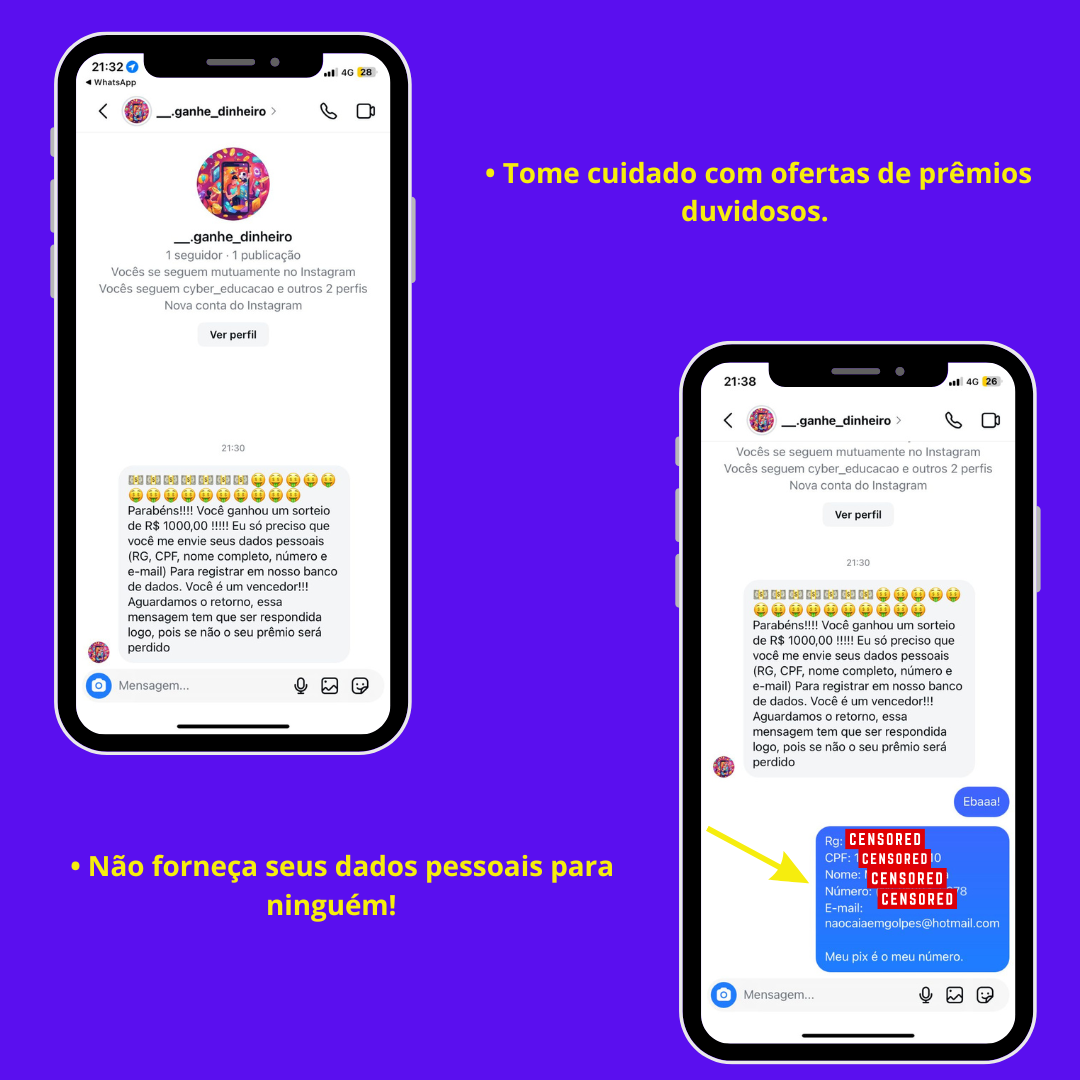 21:32
4G 28
◄ WhatsApp
__.ganhe_dinheiro
__.ganhe_dinheiro
1 seguidor · 1 publicação
Vocês se seguem mutuamente no Instagram
Vocês seguem cyber_educacao e outros 2 perfis
Nova conta do Instagram
Ver perfil
21:30
💵💵💵💵💵💵💵🤑🤑🤑🤑🤑
🤑🤑🤑🤑🤑🤑🤑🤑🤑🤑
Parabéns!!!! Você ganhou um sorteio
de R$ 1000,00 !!!!! Eu só preciso que
você me envie seus dados pessoais
(RG, CPF, nome completo, número e
e-mail) Para registrar em nosso banco
de dados. Você é um vencedor!!!
Aguardamos o retorno, essa
mensagem tem que ser respondida
logo, pois se não o seu prêmio será
perdido
Mensagem...
• Tome cuidado com ofertas de prêmios
duvidosos.
• Não forneça seus dados pessoais para
ninguém!
21:38
4G 26
__.ganhe_dinheiro
Vocês se seguem mutuamente no Instagram
Vocês seguem cyber_educacao e outros 2 perfis
Nova conta do Instagram
Ver perfil
21:30
💵💵💵💵💵💵💵🤑🤑🤑🤑🤑
🤑🤑🤑🤑🤑🤑🤑🤑🤑🤑
Parabéns!!!! Você ganhou um sorteio
de R$ 1000,00 !!!!! Eu só preciso que
você me envie seus dados pessoais
(RG, CPF, nome completo, número e
e-mail) Para registrar em nosso banco
de dados. Você é um vencedor!!!
Aguardamos o retorno, essa
mensagem tem que ser respondida
logo, pois se não o seu prêmio será
perdido
Ebaaa!
Rg: CENSORED
CPF: CENSORED
Nome: CENSORED
Número: CENSORED
E-mail:
naocaiaemgolpes@hotmail.com
Meu pix é o meu número.
Mensagem...